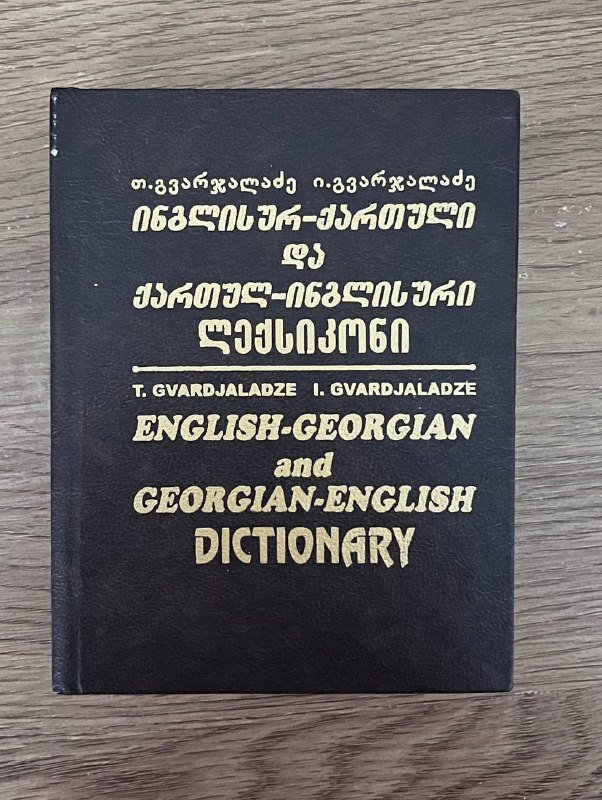 თ.გვარჯალაძე ი.გვარჯალაძე
ინგლისურ-ქართული
და
ქართულ-ინგლისური
ლექსიკონი
T. GVARDJALADZE I. GVARDJALADZE
ENGLISH-GEORGIAN
and
GEORGIAN-ENGLISH
DICTIONARY